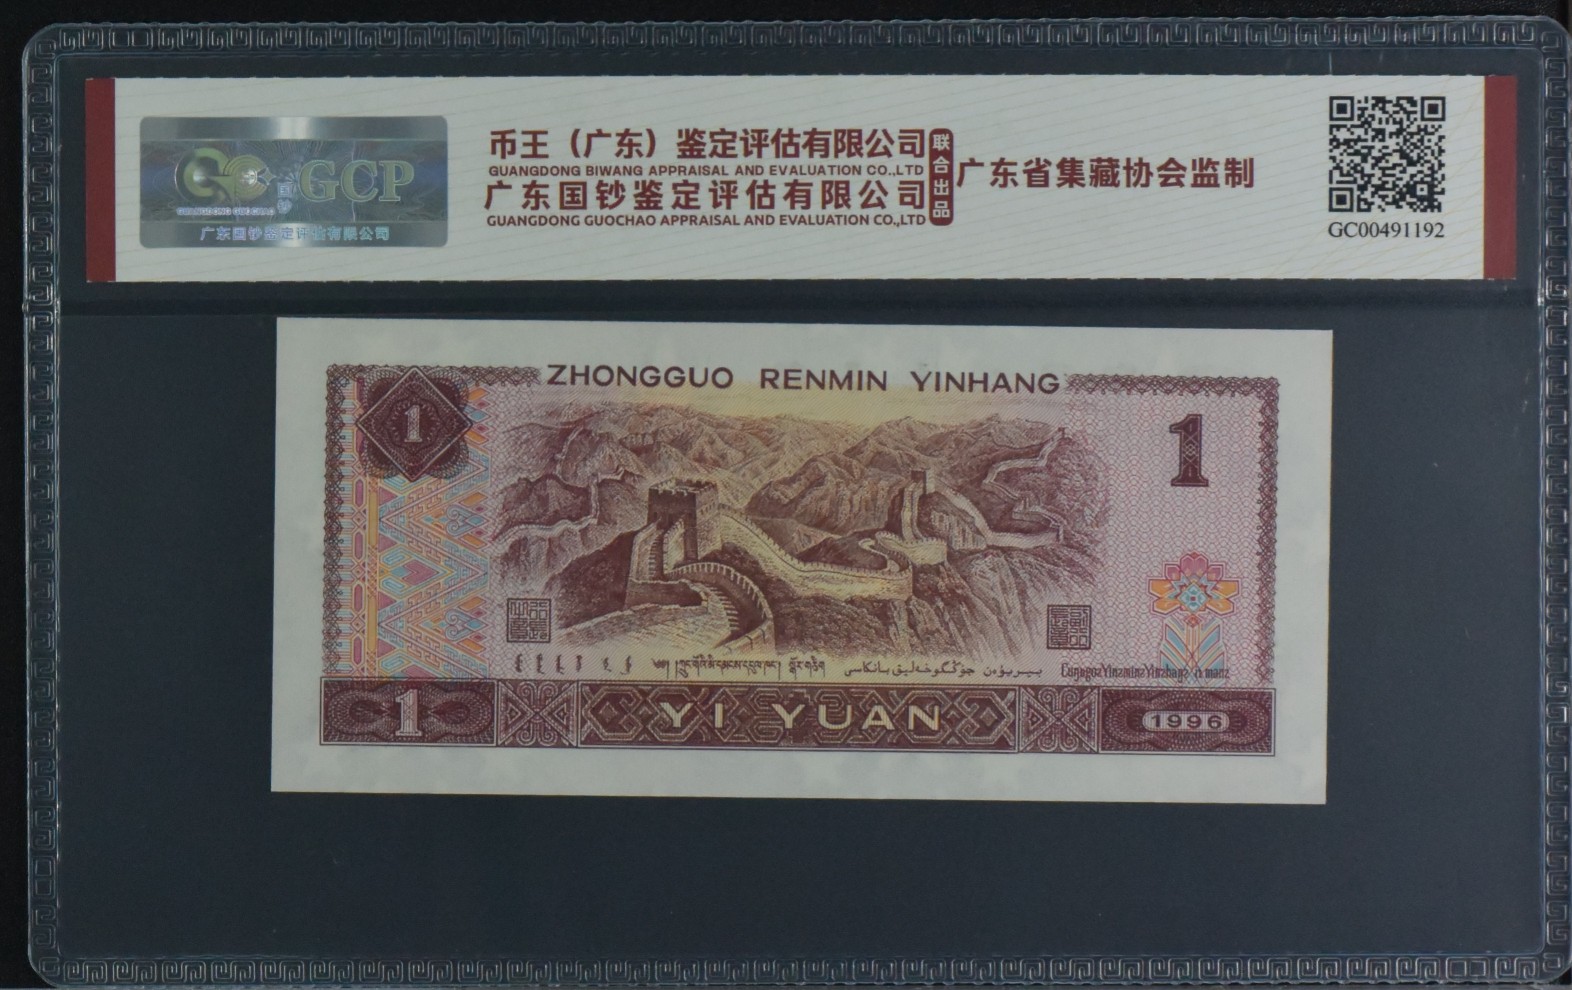 GCP
国钞
广东国钞鉴定评估有限公司
币王（广东）鉴定评估有限公司
GUANGDONG BIWANG APPRAISAL AND EVALUATION CO.,LTD
广东国钞鉴定评估有限公司
GUANGDONG GUOCHAO APPRAISAL AND EVALUATION CO.,LTD
联合出品
广东省集藏协会监制
GC00491192
ZHONGGUO RENMIN YINHANG
1
1
1
YI YUAN
1996